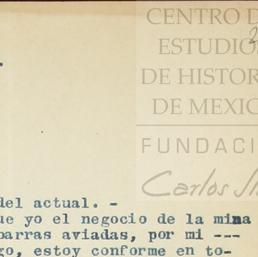 CENTRO D
ESTUDIO
DE HISTOR
DE MEXIC
FUNDACI
Carlos Sl
del actual. -
ue yo el negocio de la mina
barras aviadas, por mi ---
go, estoy conforme en to-